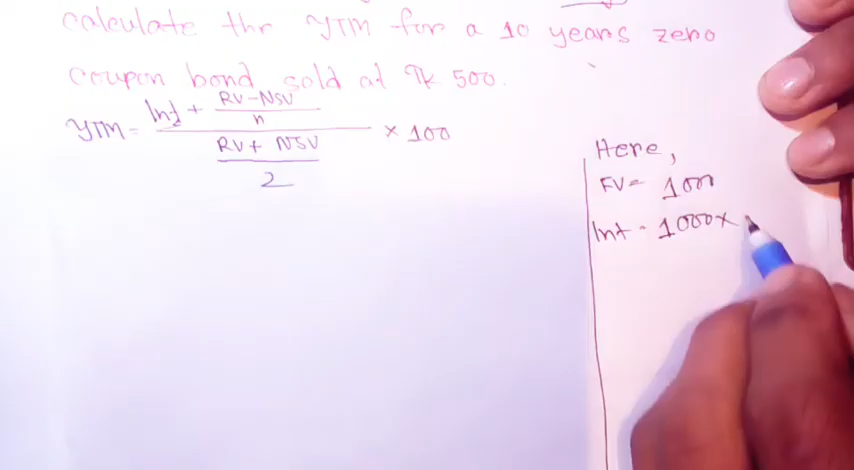 calculate thr YTM for a 10 years zero
coupon bond sold at Tk 500.
YTM = Int + RV-NSV / n
RV + NSV / 2
× 100
Here,
FV = 1000
Int - 1000×